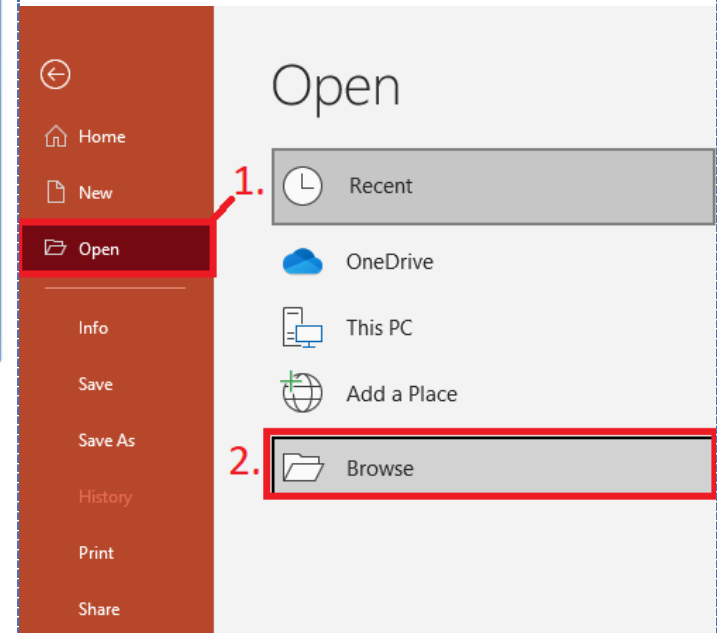 Open
Home
New
Open
Info
Save
Save As
History
Print
Share
1.
Recent
OneDrive
This PC
Add a Place
2.
Browse